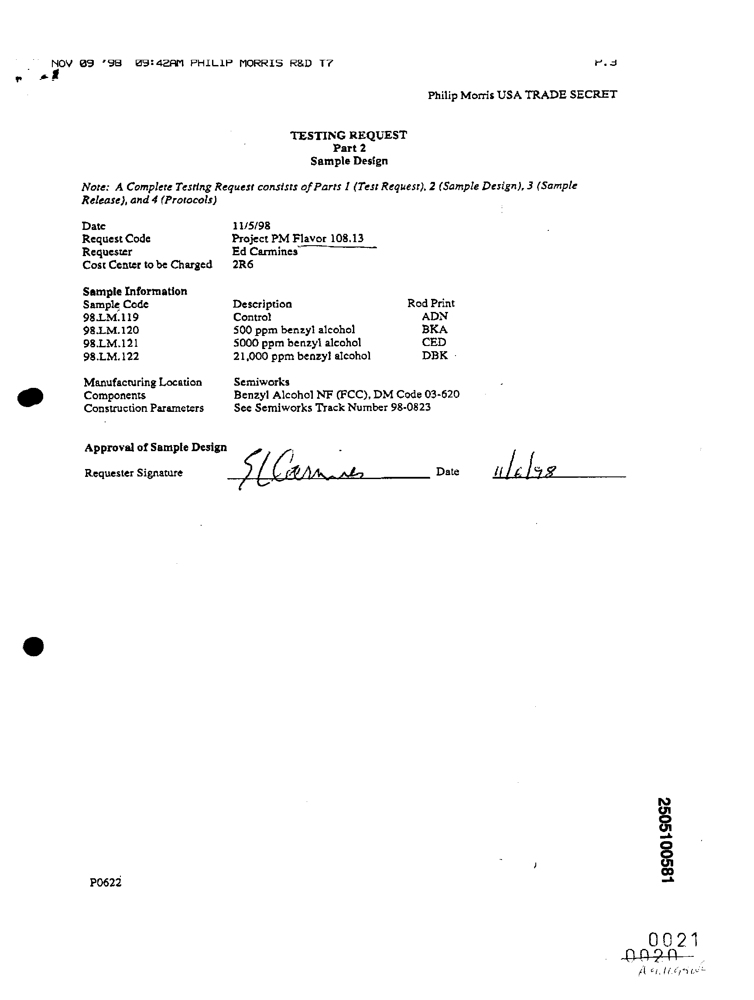 NOV 09 '98 09:42AM PHILIP MORRIS R&D T7 P.3
Philip Morris USA TRADE SECRET
TESTING REQUEST
Part 2
Sample Design
Note: A Complete Testing Request consists of Parts 1 (Test Request), 2 (Sample Design), 3 (Sample
Release), and 4 (Protocols)
Date 11/5/98
Request Code Project PM Flavor 108.13
Requester Ed Carmines
Cost Center to be Charged 2R6
Sample Information
Sample Code Description Rod Print
98.LM.119 Control ADN
98.LM.120 500 ppm benzyl alcohol BKA
98.LM.121 5000 ppm benzyl alcohol CED
98.LM.122 21,000 ppm benzyl alcohol DBK
Manufacturing Location Semiworks
Components Benzyl Alcohol NF (FCC), DM Code 03-620
Construction Parameters See Semiworks Track Number 98-0823
Approval of Sample Design
Requester Signature Carmines Date 11/6/98
2505100581
P0622
0021
0020